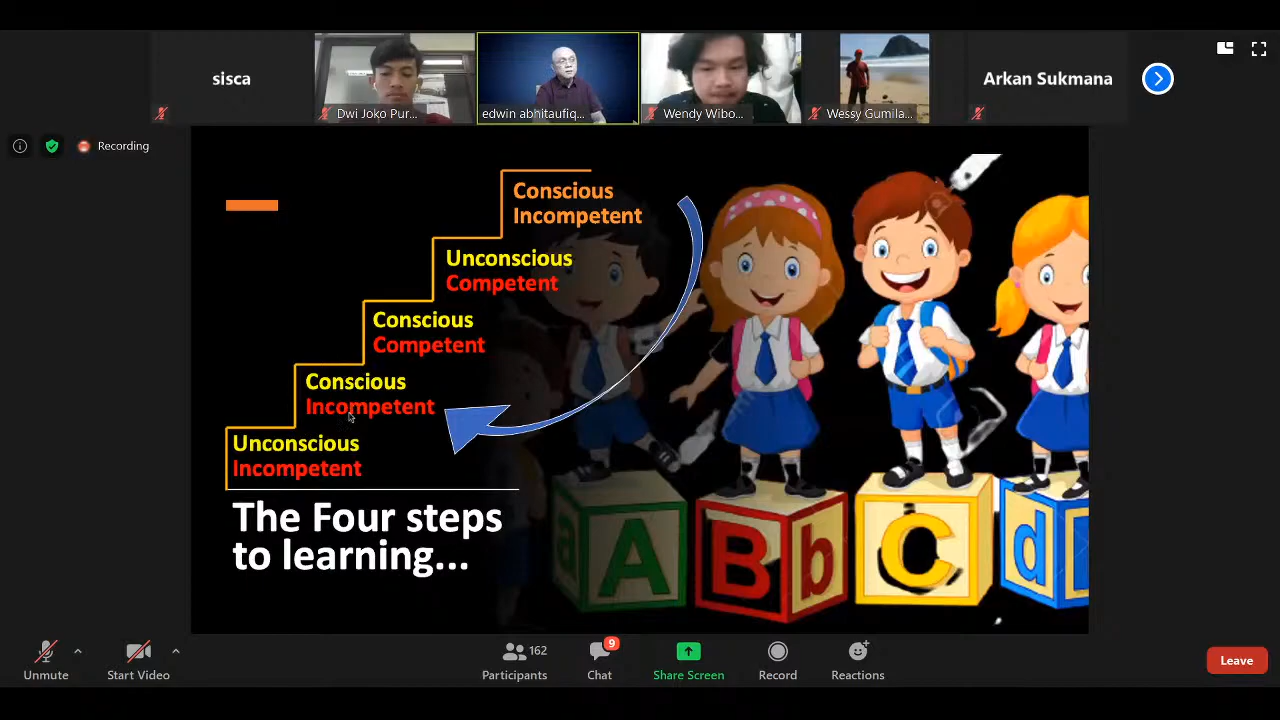 sisca
Dwi Joko Pur...
edwin abhitaufiq...
Wendy Wibo...
Wessy Gumila...
Arkan Sukmana
Recording
Conscious
Incompetent
Unconscious
Competent
Conscious
Competent
Conscious
Incompetent
Unconscious
Incompetent
The Four steps
to learning...
a A B b C d
Unmute
Start Video
Participants
162
Chat
9
Share Screen
Record
Reactions
Leave